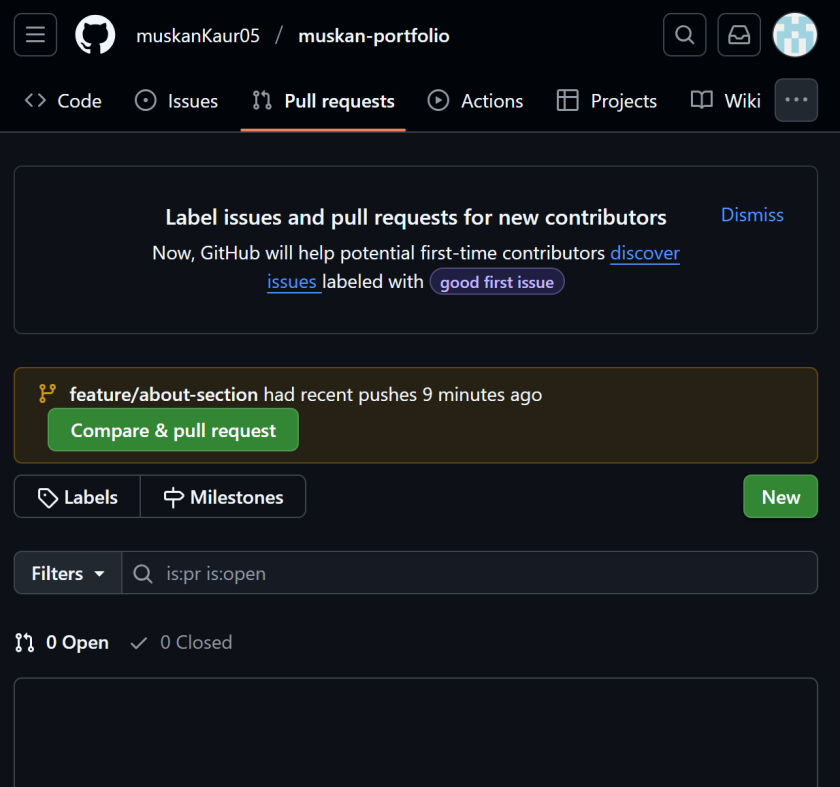 muskanKaur05 / muskan-portfolio
Code Issues Pull requests Actions Projects Wiki ...
Label issues and pull requests for new contributors
Dismiss
Now, GitHub will help potential first-time contributors discover
issues labeled with good first issue
feature/about-section had recent pushes 9 minutes ago
Compare & pull request
Labels Milestones New
Filters is:pr is:open
0 Open 0 Closed